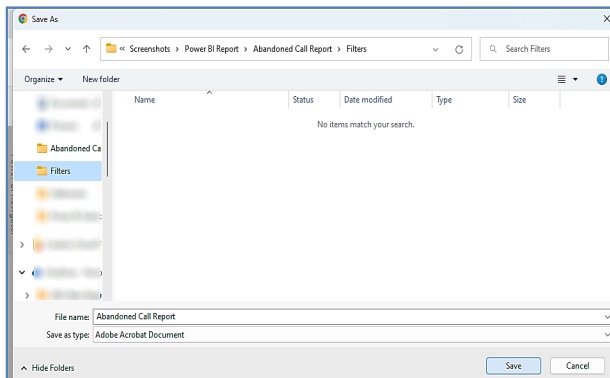 Save As
« Screenshots > Power BI Report > Abandoned Call Report > Filters
Search Filters
Organize New folder
Name Status Date modified Type Size
No items match your search.
Abandoned Ca
Filters
File name: Abandoned Call Report
Save as type: Adobe Acrobat Document
Hide Folders Save Cancel